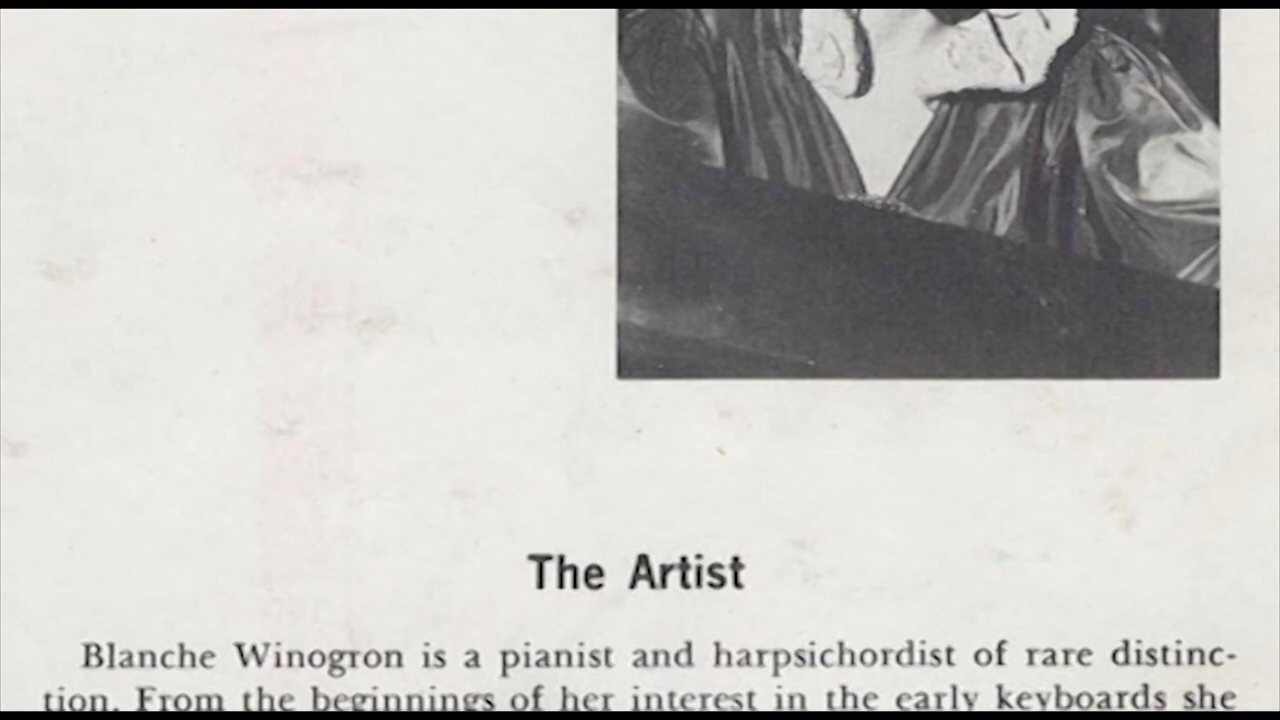 The Artist
Blanche Winogron is a pianist and harpsichordist of rare distinc-
tion. From the beginnings of her interest in the early keyboards she